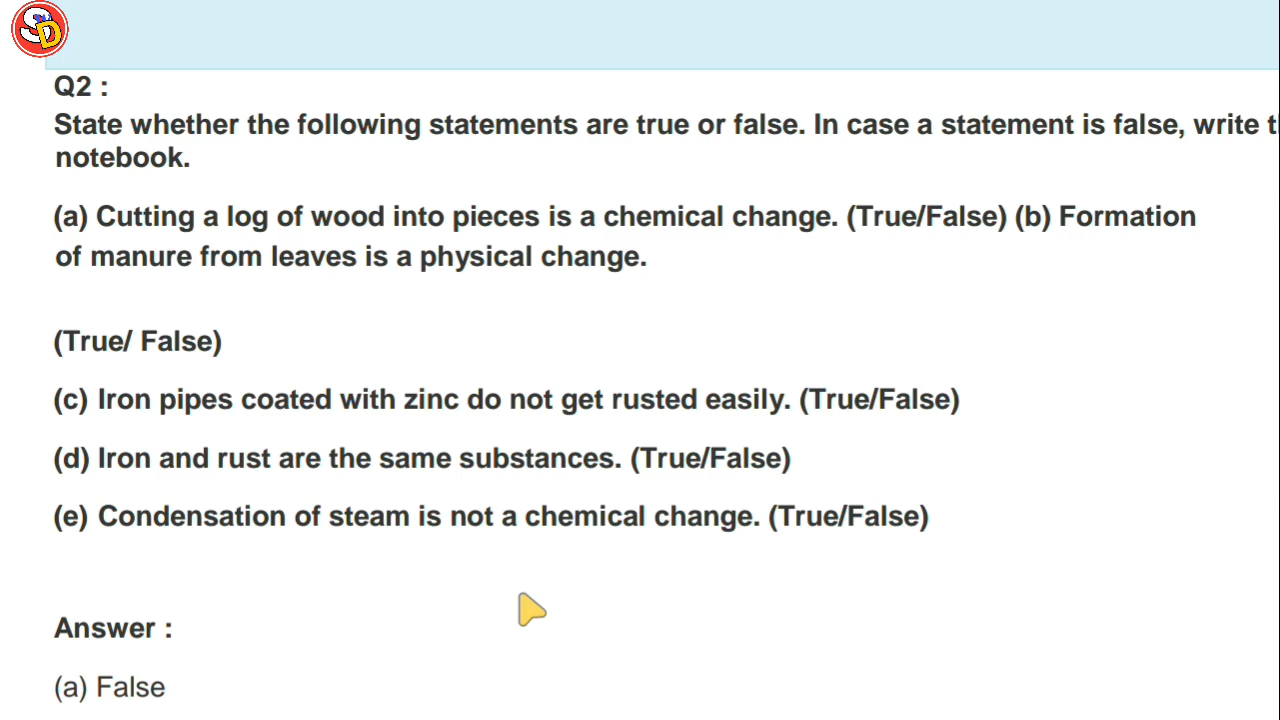 SD
Q2 :
State whether the following statements are true or false. In case a statement is false, write
notebook.
(a) Cutting a log of wood into pieces is a chemical change. (True/False) (b) Formation
of manure from leaves is a physical change.
(True/ False)
(c) Iron pipes coated with zinc do not get rusted easily. (True/False)
(d) Iron and rust are the same substances. (True/False)
(e) Condensation of steam is not a chemical change. (True/False)
Answer :
(a) False